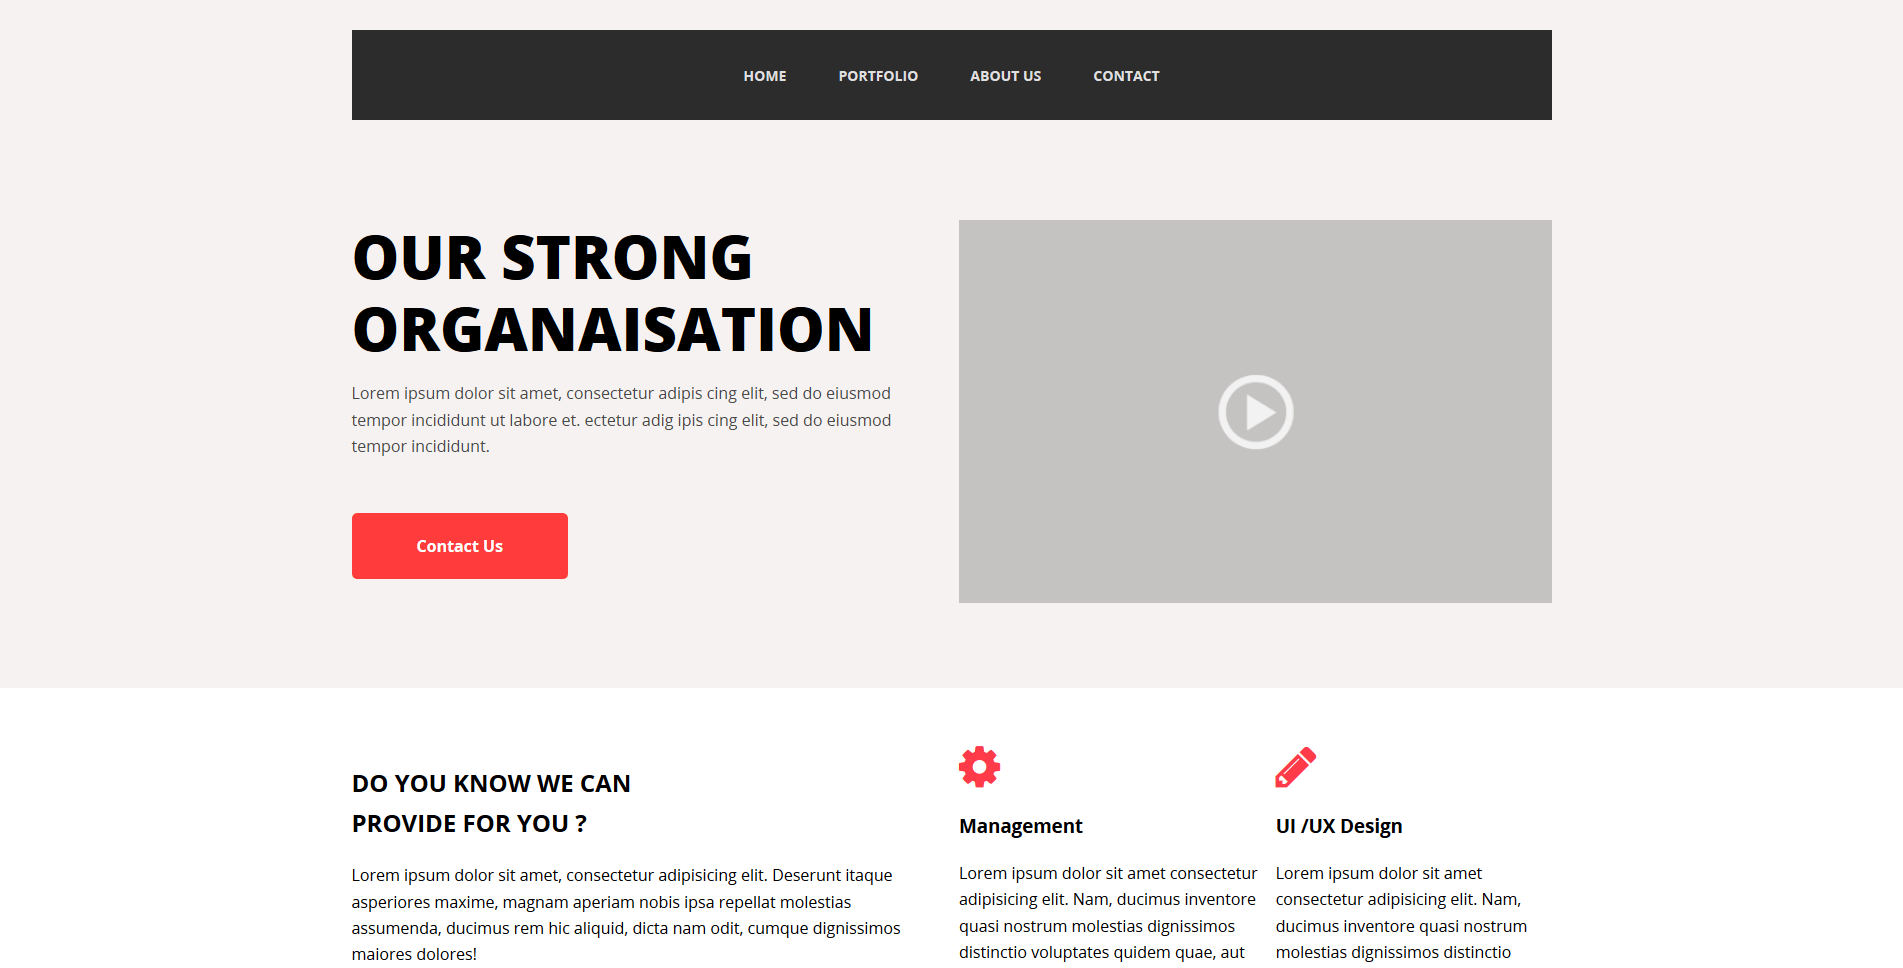 HOME PORTFOLIO ABOUT US CONTACT
OUR STRONG
ORGANAISATION
Lorem ipsum dolor sit amet, consectetur adipis cing elit, sed do eiusmod
tempor incididunt ut labore et. ectetur adig ipis cing elit, sed do eiusmod
tempor incididunt.
Contact Us
DO YOU KNOW WE CAN
PROVIDE FOR YOU ?
Lorem ipsum dolor sit amet, consectetur adipisicing elit. Deserunt itaque
asperiores maxime, magnam aperiam nobis ipsa repellat molestias
assumenda, ducimus rem hic aliquid, dicta nam odit, cumque dignissimos
maiores dolores!
Management
Lorem ipsum dolor sit amet consectetur
adipisicing elit. Nam, ducimus inventore
quasi nostrum molestias dignissimos
distinctio voluptates quidem quae, aut
UI /UX Design
Lorem ipsum dolor sit amet
consectetur adipisicing elit. Nam,
ducimus inventore quasi nostrum
molestias dignissimos distinctio